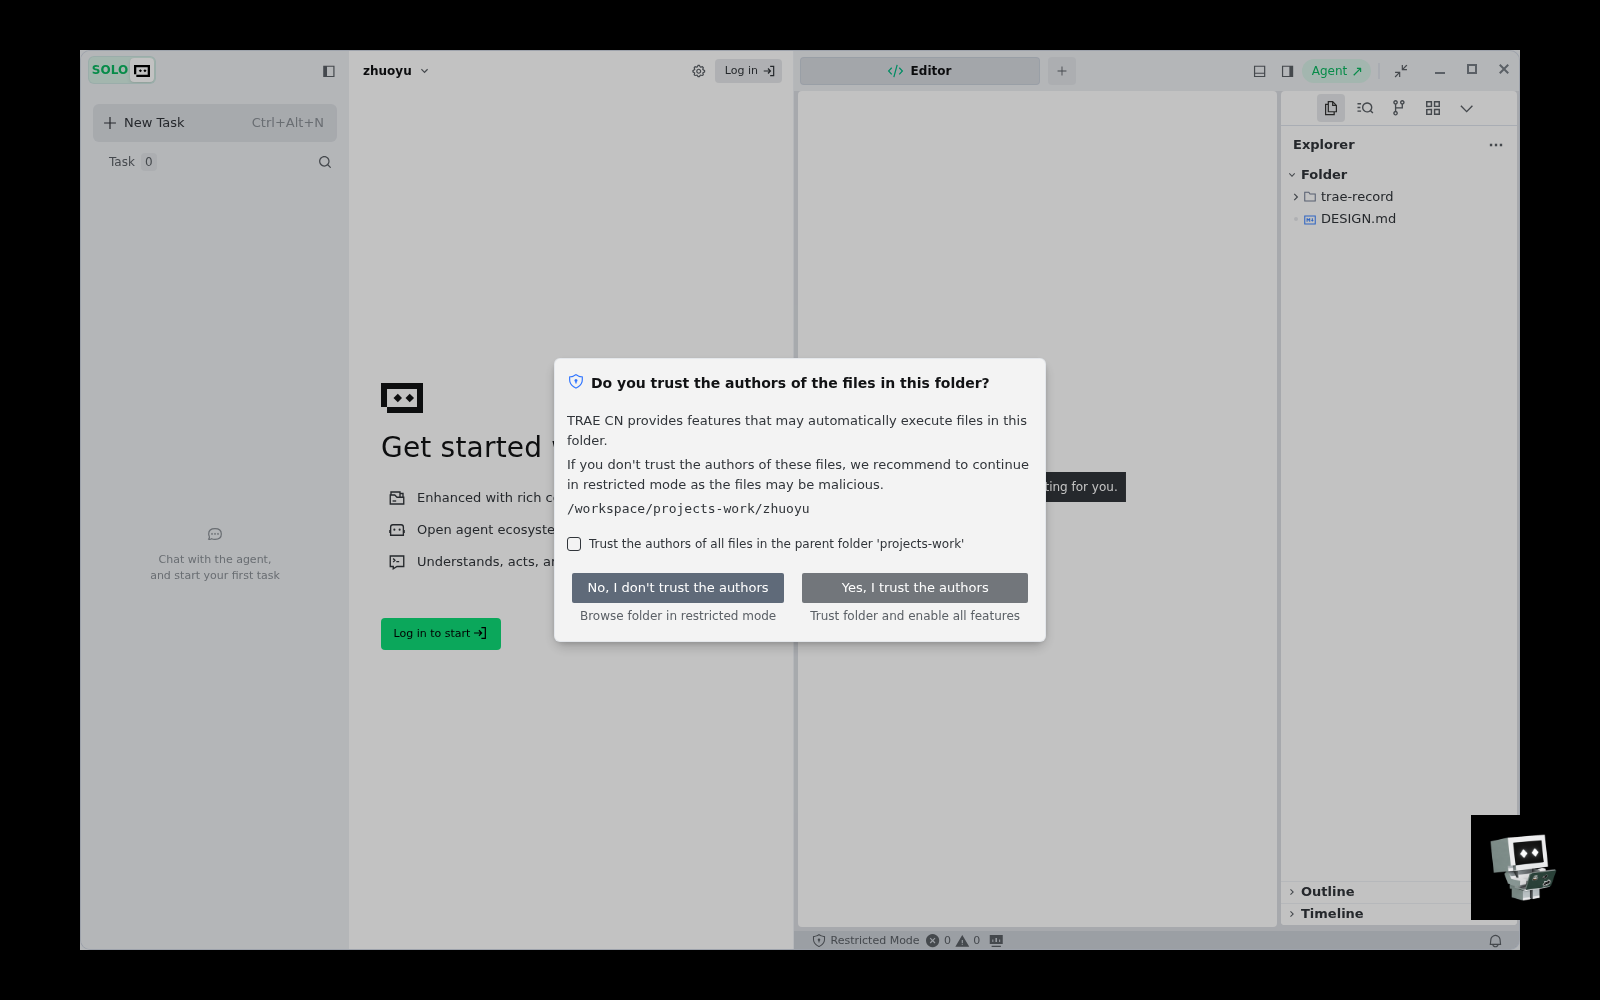 SOLO
New Task Ctrl+Alt+N
Task 0
Chat with the agent,
and start your first task
zhuoyu
Log in
Get started
Enhanced with rich
Open agent
Understands, acts,
Log in to start
Editor
Agent
Do you trust the authors of the files in this folder?
TRAE CN provides features that may automatically execute files in this
folder.
If you don't trust the authors of these files, we recommend to continue
in restricted mode as the files may be malicious.
/workspace/projects-work/zhuoyu
Trust the authors of all files in the parent folder 'projects-work'
No, I don't trust the authors
Browse folder in restricted mode
Yes, I trust the authors
Trust folder and enable all features
for you.
Explorer
Folder
trae-record
DESIGN.md
Outline
Timeline
Restricted Mode 0 0